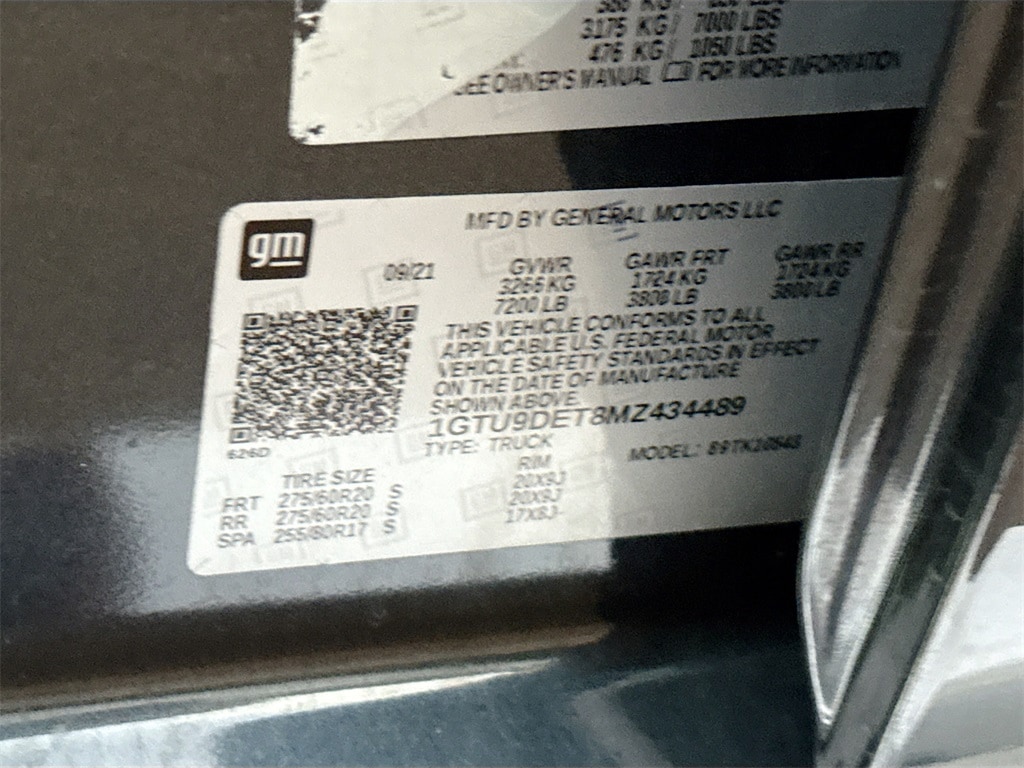 380 KG
3175 KG / 7000 LBS
476 KG / 1050 LBS
SEE OWNER'S MANUAL FOR MORE INFORMATION
gm
MFD BY GENERAL MOTORS LLC
09/21
GVWR GAWR FRT GAWR RR
3266 KG 1724 KG 1724 KG
7200 LB 3800 LB 3800 LB
THIS VEHICLE CONFORMS TO ALL
APPLICABLE U.S. FEDERAL MOTOR
VEHICLE SAFETY STANDARDS IN EFFECT
ON THE DATE OF MANUFACTURE
SHOWN ABOVE.
1GTU9DET8MZ434489
626D
TYPE: TRUCK MODEL:
TIRE SIZE RIM
FRT 275/60R20 S 20X9J
RR 275/60R20 S 20X9J
SPA 255/80R17 S 17X8J